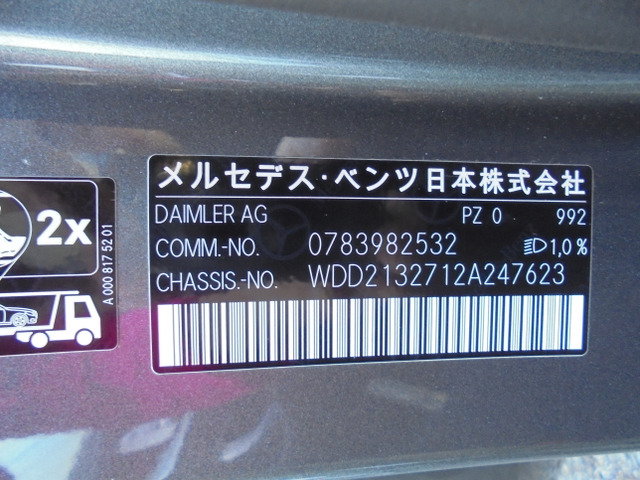 メルセデス・ベンツ日本株式会社
DAIMLER AG PZ 0 992
COMM.-NO. 0783982532 1,0%
CHASSIS.-NO. WDD2132712A247623
2x
A 000 817 52 01